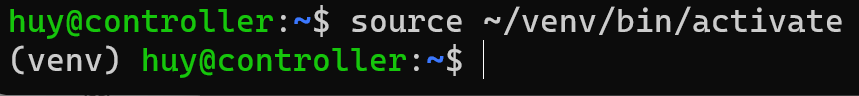 huy@controller:~$ source ~/venv/bin/activate
(venv) huy@controller:~$